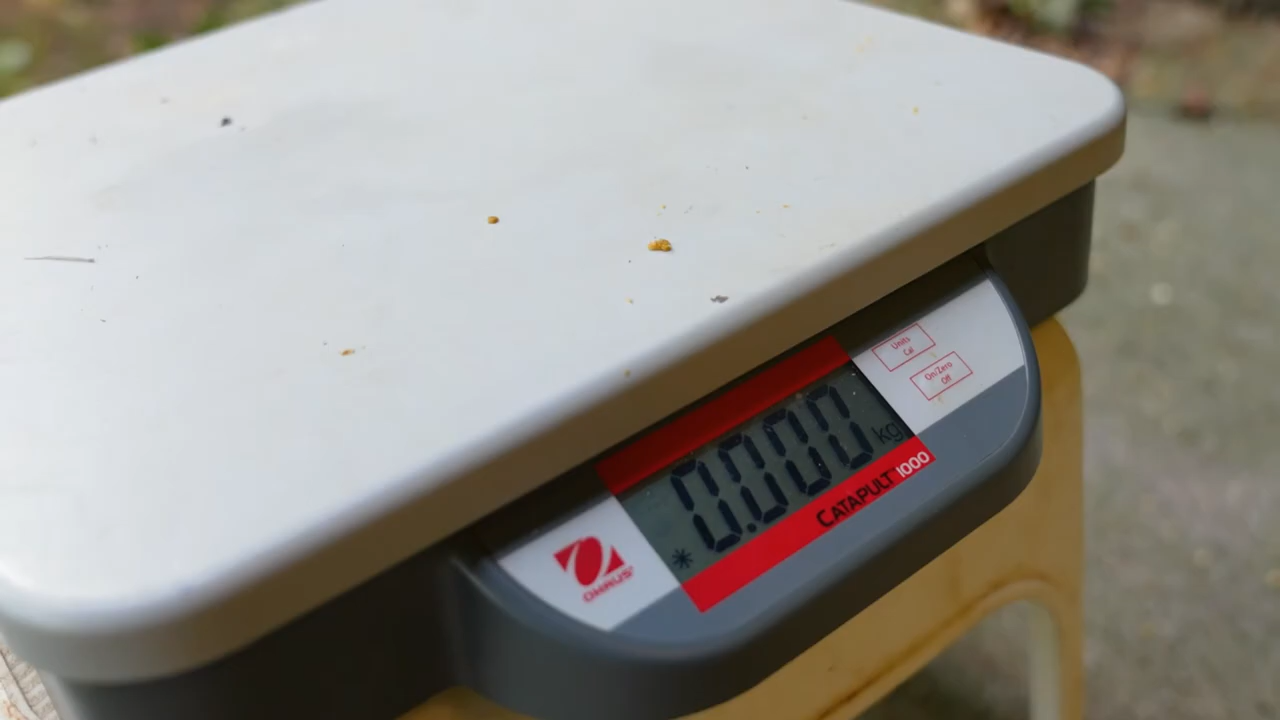 Units
Cal
On/Zero
Off
0.000 kg
CATAPULT 1000
OHAUS